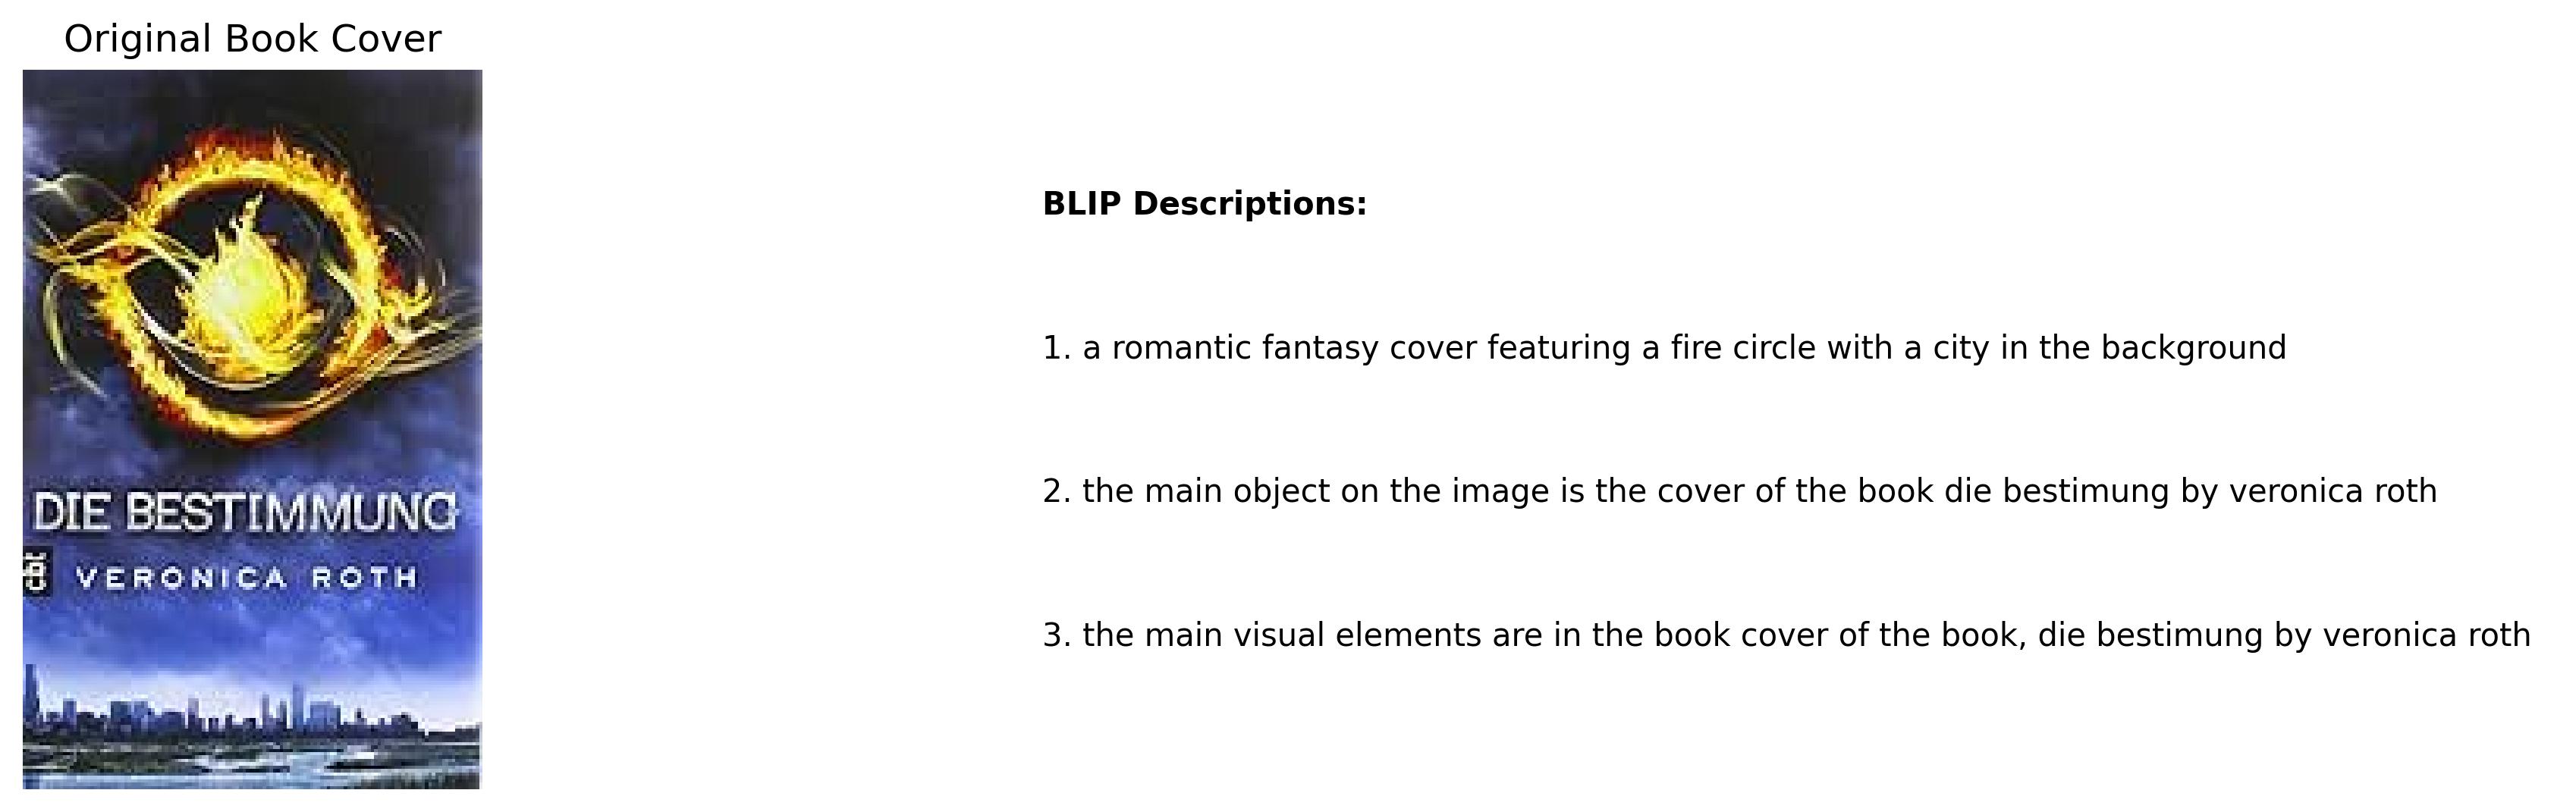 Original Book Cover
DIE BESTIMMUNG
cbt
VERONICA ROTH
BLIP Descriptions:
1. a romantic fantasy cover featuring a fire circle with a city in the background
2. the main object on the image is the cover of the book die bestimung by veronica roth
3. the main visual elements are in the book cover of the book, die bestimung by veronica roth